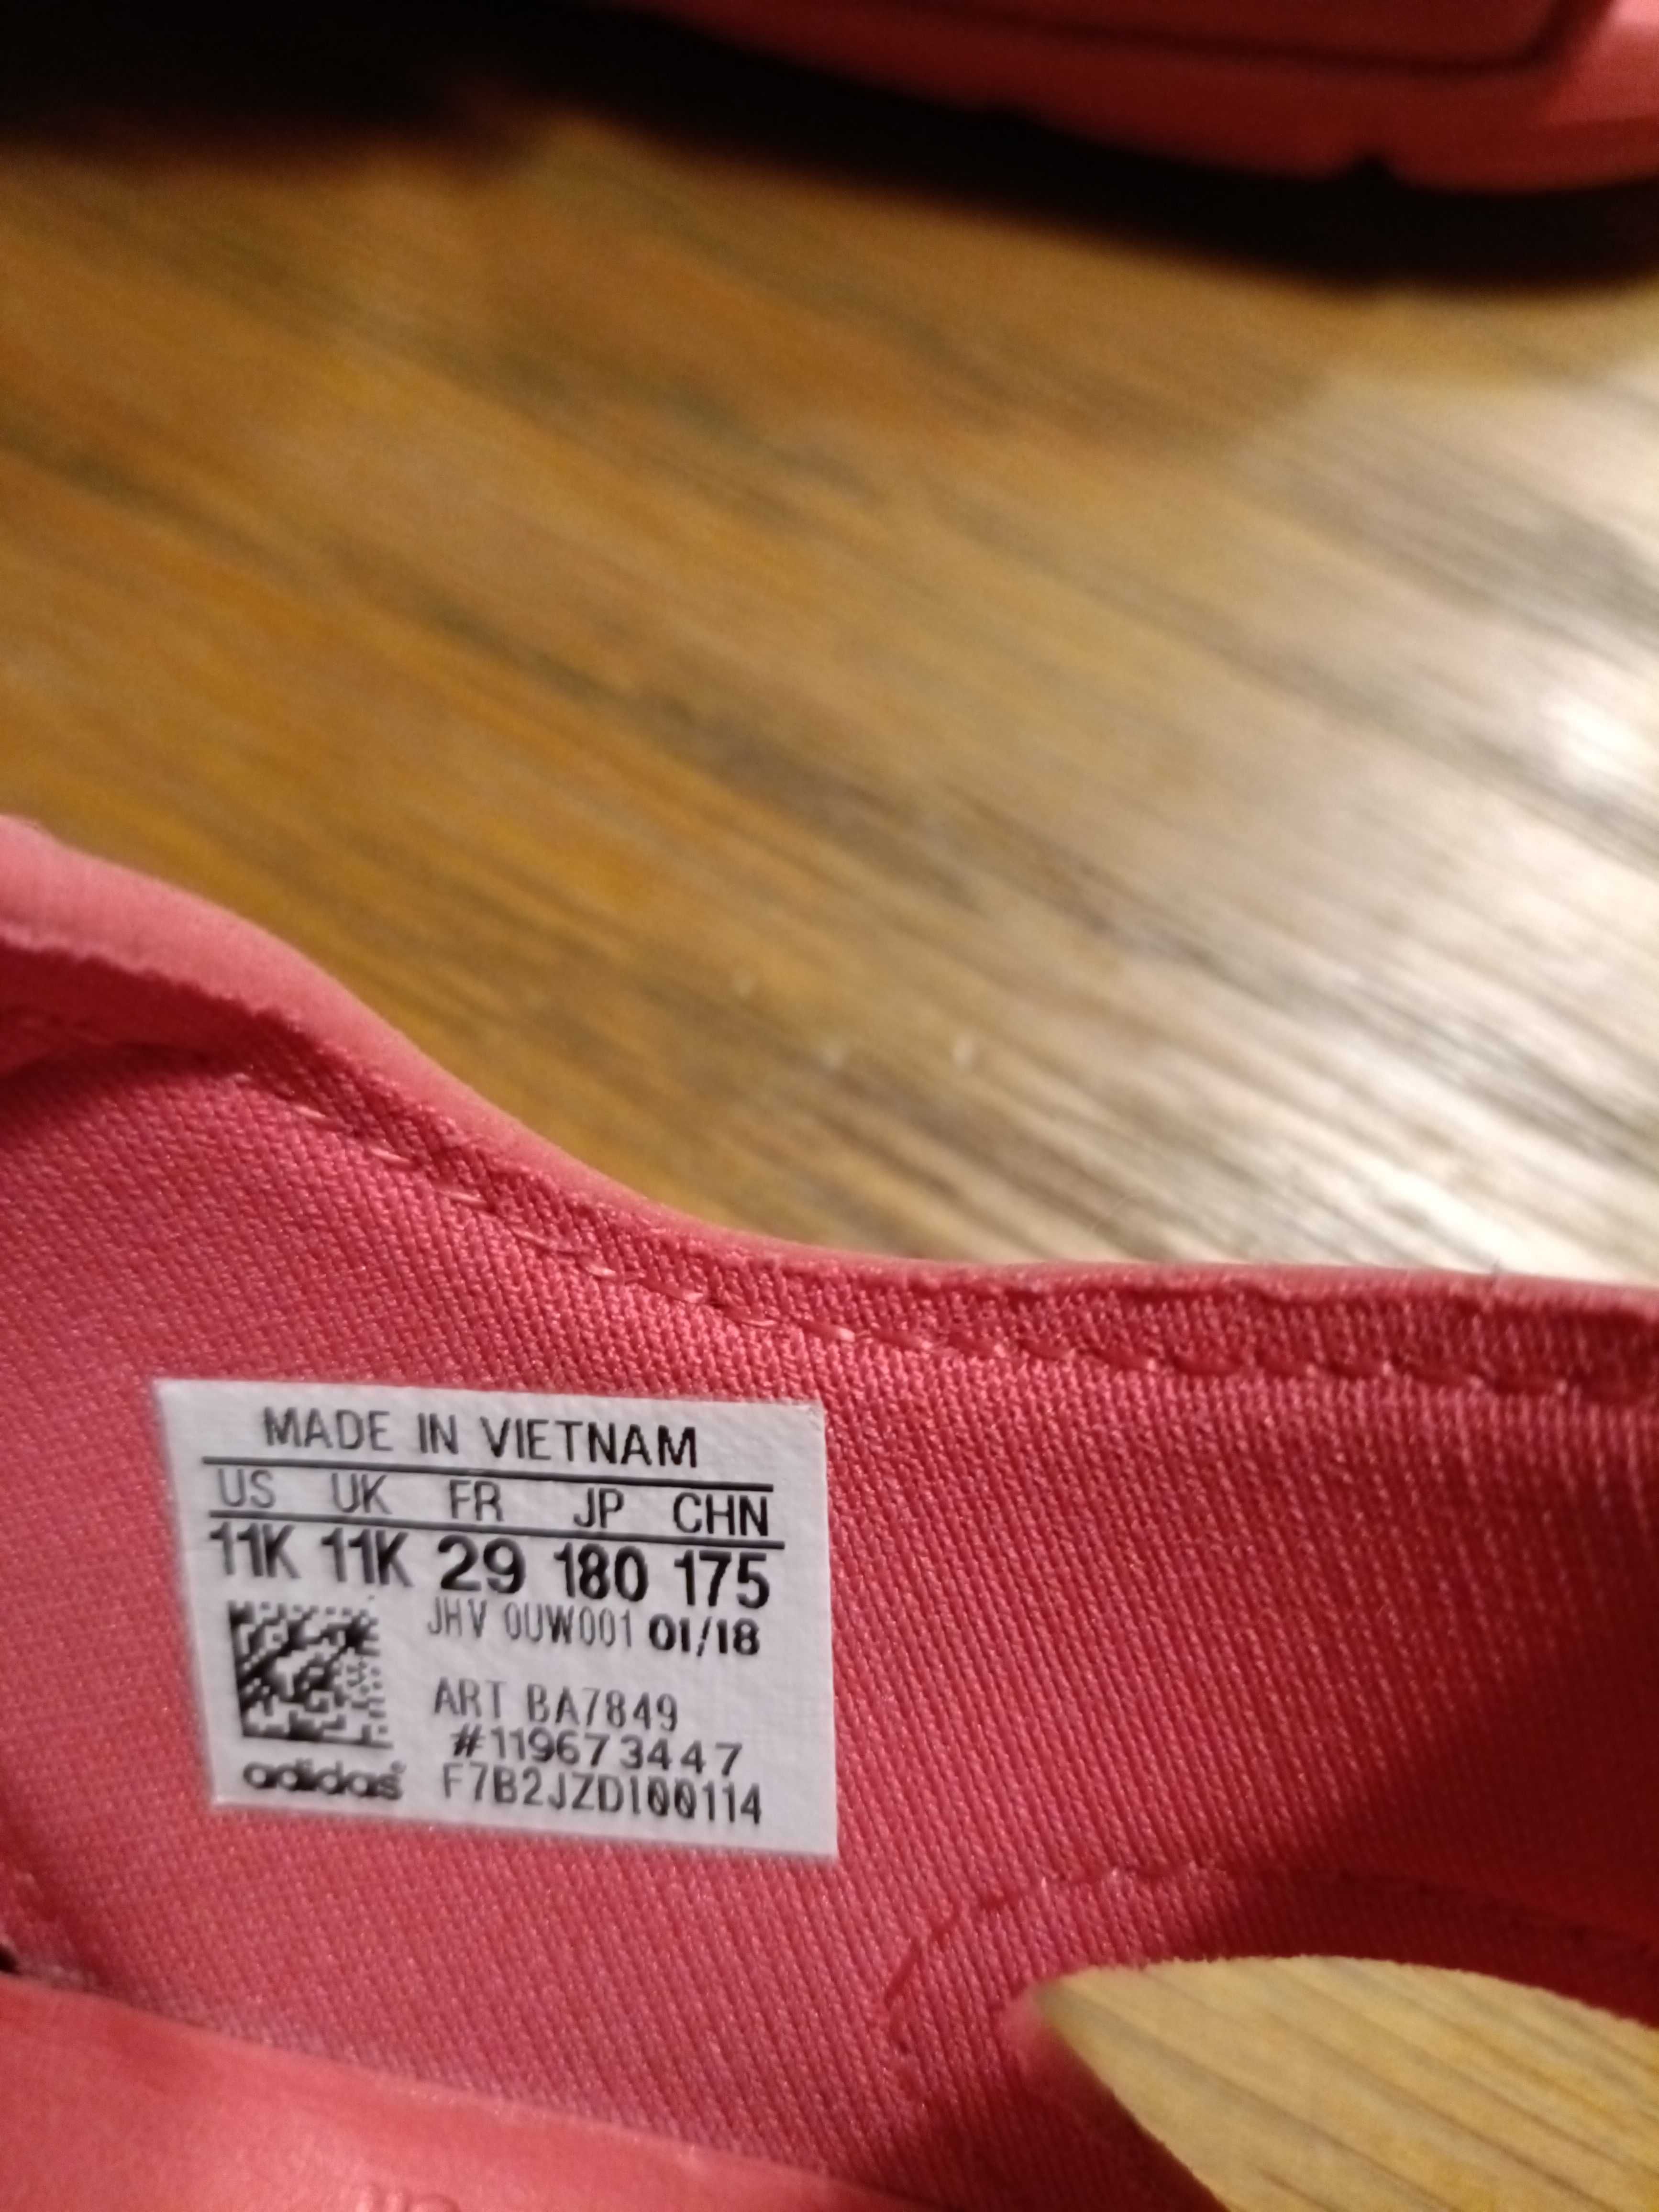 MADE IN VIETNAM
US UK FR JP CHN
11K 11K 29 180 175
JHV 0UW001 01/18
ART BA7849
#119673447
adidas F7B2JZD100114